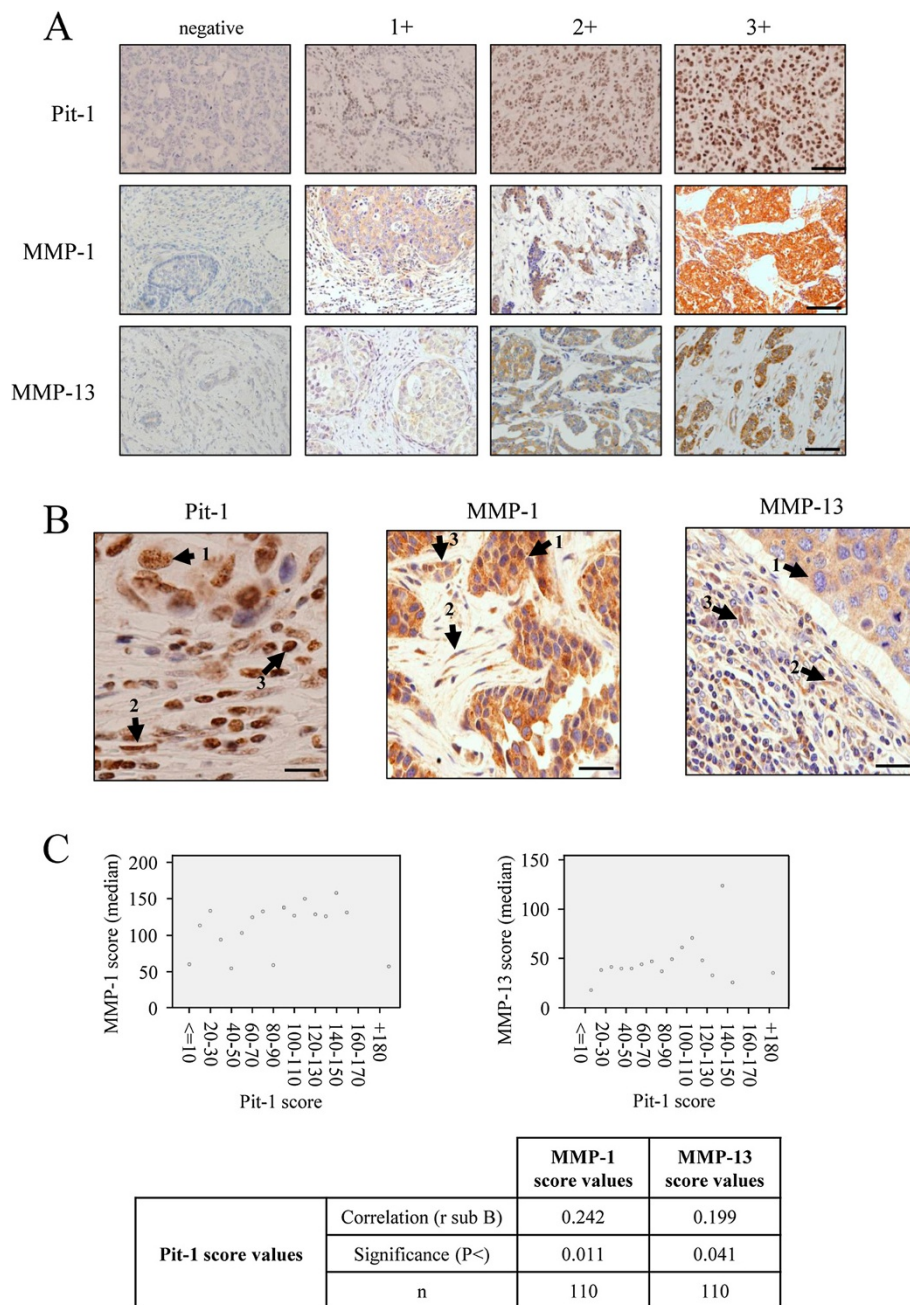 A
negative 1+ 2+ 3+
Pit-1
MMP-1
MMP-13
B
Pit-1 MMP-1 MMP-13
1
3
2
3
1
2
1
3
2
C
MMP-1 score (median)
200
150
100
50
0
<=10
20-30
40-50
60-70
80-90
100-110
120-130
140-150
160-170
+180
Pit-1 score
MMP-13 score (median)
150
100
50
0
<=10
20-30
40-50
60-70
80-90
100-110
120-130
140-150
160-170
+180
Pit-1 score
MMP-1 score values
MMP-13 score values
Pit-1 score values
Correlation (r sub B) 0.242 0.199
Significance (P<) 0.011 0.041
n 110 110